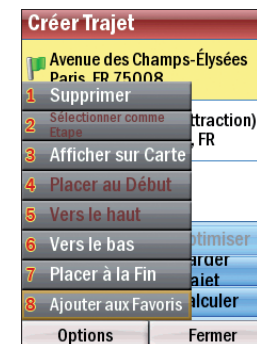 Créer Trajet
Avenue des Champs-Élysées
Paris, FR 75008
1 Supprimer
2 Sélectionner comme
Etape
ttraction)
, FR
3 Afficher sur Carte
4 Placer au Début
5 Vers le haut
6 Vers le bas
ptimiser
arder
7 Placer à la Fin
ajet
8 Ajouter aux Favoris
alculer
Options
Fermer